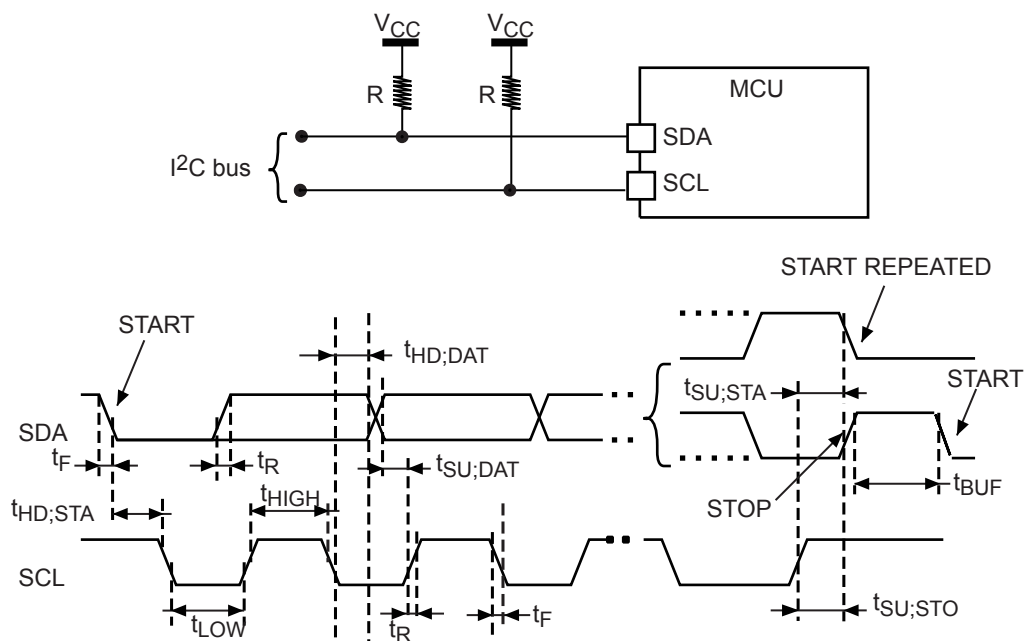 VCC VCC
R R
MCU
SDA
I2C bus
SCL
START REPEATED
START
tHD;DAT
START
tSU;STA
SDA
tF tR tSU;DAT
STOP tBUF
tHD;STA tHIGH
SCL
tLOW tR tF tSU;STO